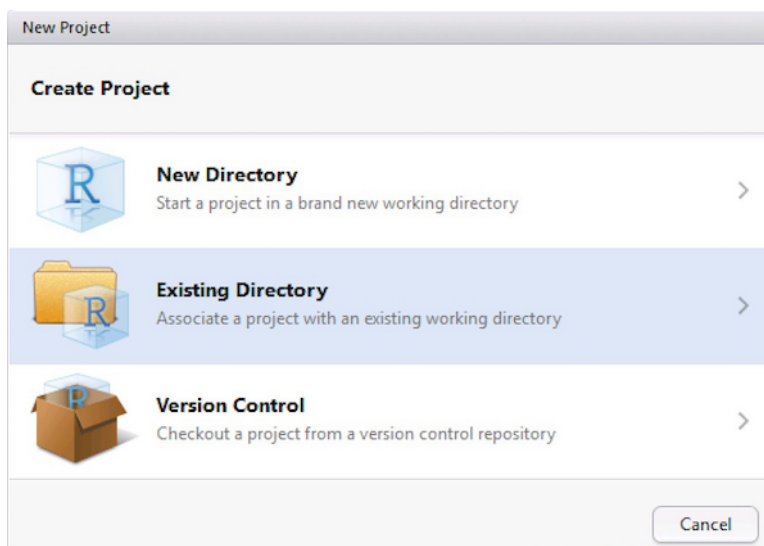 New Project
Create Project
R
New Directory
Start a project in a brand new working directory
R
Existing Directory
Associate a project with an existing working directory
R
Version Control
Checkout a project from a version control repository
Cancel